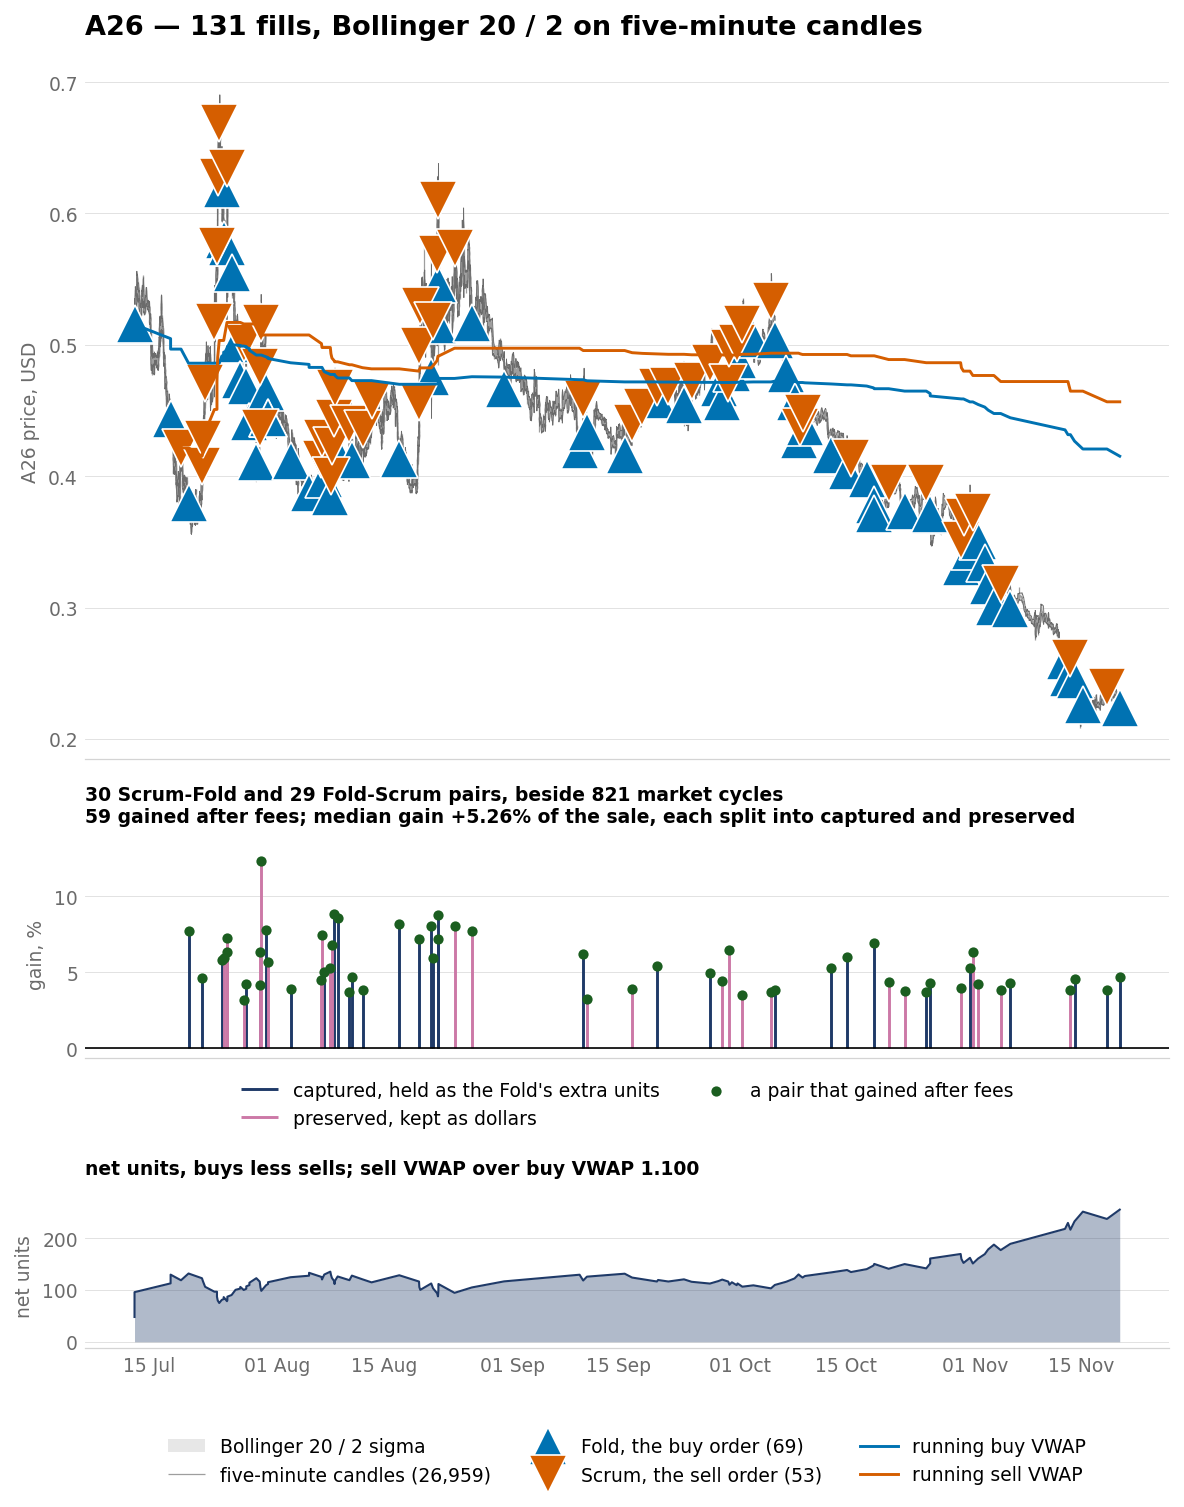 A26 — 131 fills, Bollinger 20 / 2 on five-minute candles
0.7
0.6
0.5
0.4
0.3
0.2
A26 price, USD
30 Scrum-Fold and 29 Fold-Scrum pairs, beside 821 market cycles
59 gained after fees; median gain +5.26% of the sale, each split into captured and preserved
10
5
0
gain, %
captured, held as the Fold's extra units
a pair that gained after fees
preserved, kept as dollars
net units, buys less sells; sell VWAP over buy VWAP 1.100
200
100
0
net units
15 Jul
01 Aug
15 Aug
01 Sep
15 Sep
01 Oct
15 Oct
01 Nov
15 Nov
Bollinger 20 / 2 sigma
Fold, the buy order (69)
running buy VWAP
five-minute candles (26,959)
Scrum, the sell order (53)
running sell VWAP